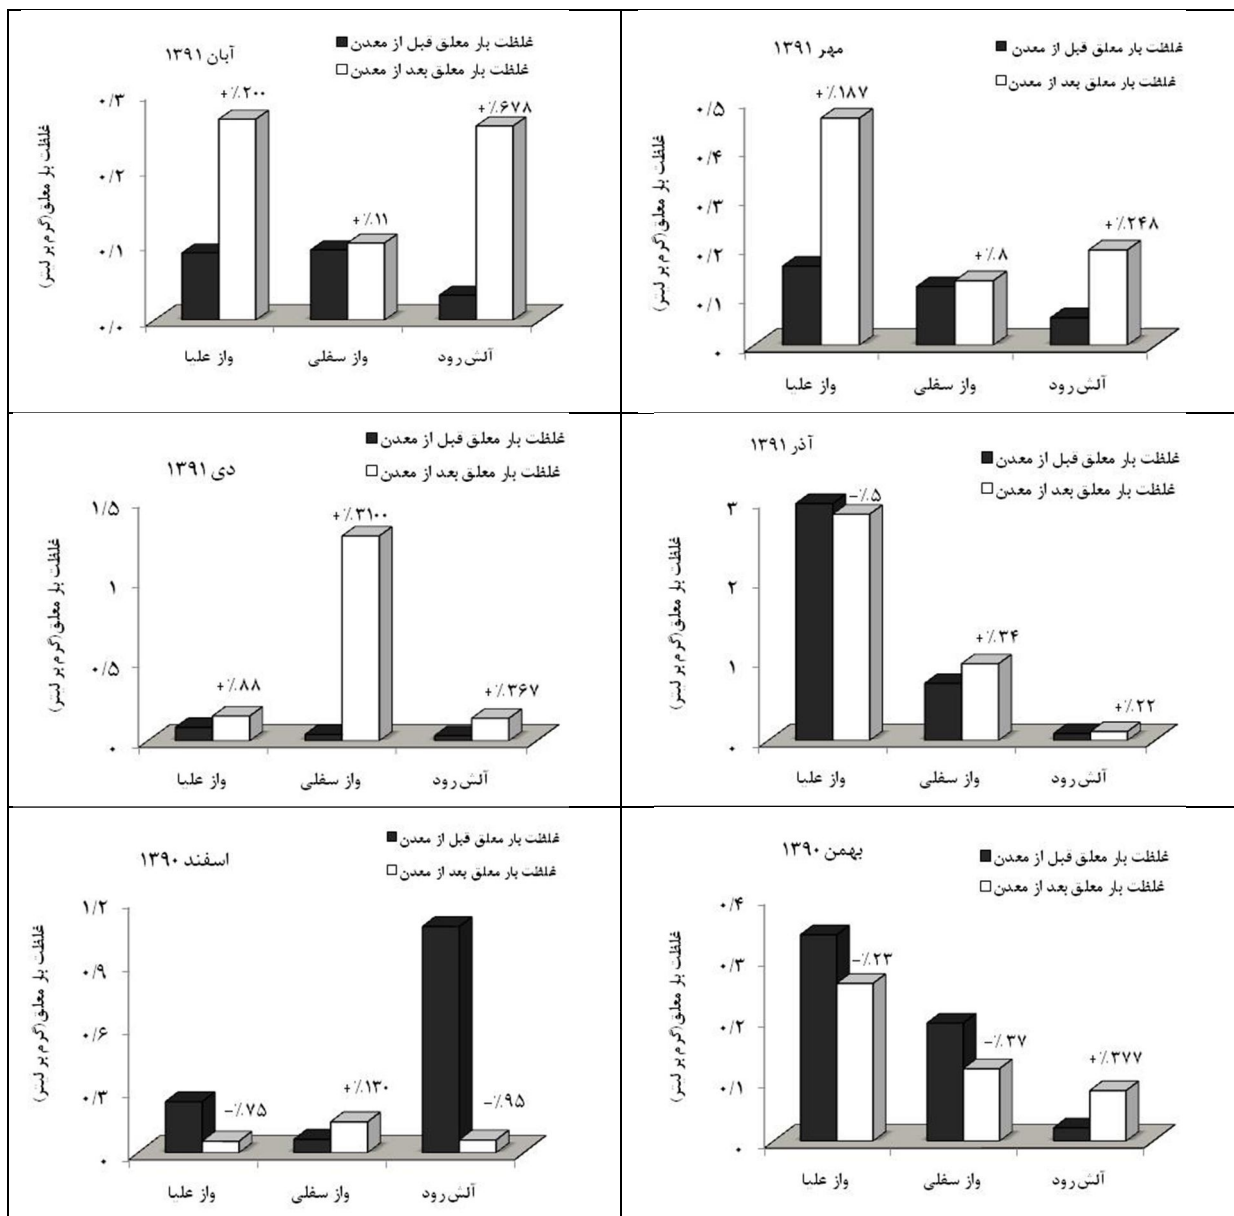 مهر ۱۳۹۱
غلظت بار معلق قبل از معدن
غلظت بار معلق بعد از معدن
غلظت بار معلق(گرم بر لیتر)
۰/۵
۰/۴
۰/۳
۰/۲
۰/۱
۰
+٪۱۸۷
+٪۸
+٪۲۴۸
واز علیا
واز سفلی
آلش‌رود
آبان ۱۳۹۱
غلظت بار معلق قبل از معدن
غلظت بار معلق بعد از معدن
غلظت بار معلق(گرم بر لیتر)
۰/۳
۰/۲
۰/۱
۰/۰
+٪۲۰۰
+٪۱۱
+٪۶۷۸
واز علیا
واز سفلی
آلش‌رود
آذر ۱۳۹۱
غلظت بار معلق قبل از معدن
غلظت بار معلق بعد از معدن
غلظت بار معلق(گرم بر لیتر)
۳
۲
۱
۰
-٪۵
+٪۳۴
+٪۲۲
واز علیا
واز سفلی
آلش‌رود
دی ۱۳۹۱
غلظت بار معلق قبل از معدن
غلظت بار معلق بعد از معدن
غلظت بار معلق(گرم بر لیتر)
۱/۵
۱
۰/۵
۰
+٪۸۸
+٪۳۱۰۰
+٪۳۶۷
واز علیا
واز سفلی
آلش‌رود
بهمن ۱۳۹۰
غلظت بار معلق قبل از معدن
غلظت بار معلق بعد از معدن
غلظت بار معلق(گرم بر لیتر)
۰/۴
۰/۳
۰/۲
۰/۱
۰
-٪۲۳
-٪۳۷
+٪۳۷۷
واز علیا
واز سفلی
آلش‌رود
اسفند ۱۳۹۰
غلظت بار معلق قبل از معدن
غلظت بار معلق بعد از معدن
غلظت بار معلق(گرم بر لیتر)
۱/۲
۰/۹
۰/۶
۰/۳
۰
-٪۷۵
+٪۱۳۰
-٪۹۵
واز علیا
واز سفلی
آلش‌رود